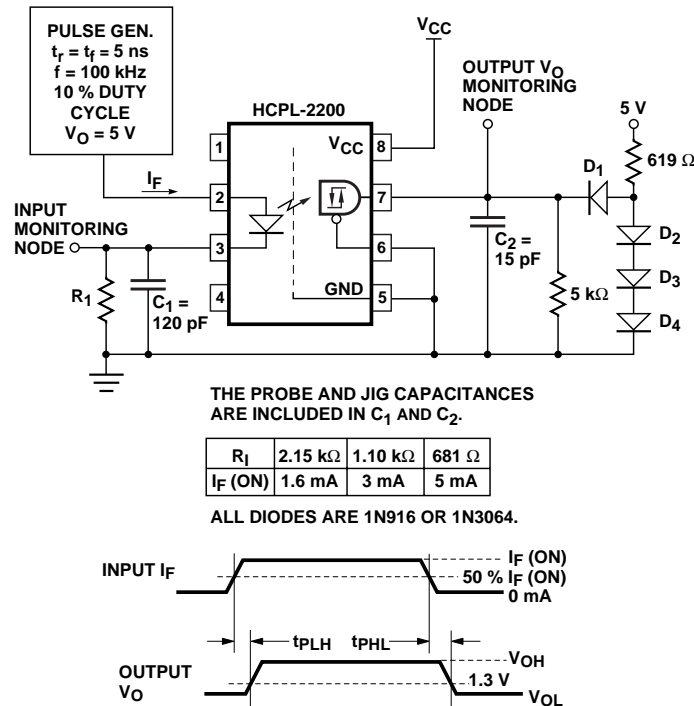 PULSE GEN.
tr = tf = 5 ns
f = 100 kHz
10 % DUTY
CYCLE
VO = 5 V
VCC
OUTPUT VO
MONITORING
NODE
5 V
619 Ω
HCPL-2200
D1
1
VCC
8
IF
2
7
D2
INPUT
MONITORING
NODE
3
6
C2 =
15 pF
D3
R1
C1 =
120 pF
4
GND
5
5 kΩ
D4
THE PROBE AND JIG CAPACITANCES
ARE INCLUDED IN C1 AND C2.
RI 2.15 kΩ 1.10 kΩ 681 Ω
IF (ON) 1.6 mA 3 mA 5 mA
ALL DIODES ARE 1N916 OR 1N3064.
INPUT IF
IF (ON)
50 % IF (ON)
0 mA
tPLH
tPHL
OUTPUT
VO
VOH
1.3 V
VOL